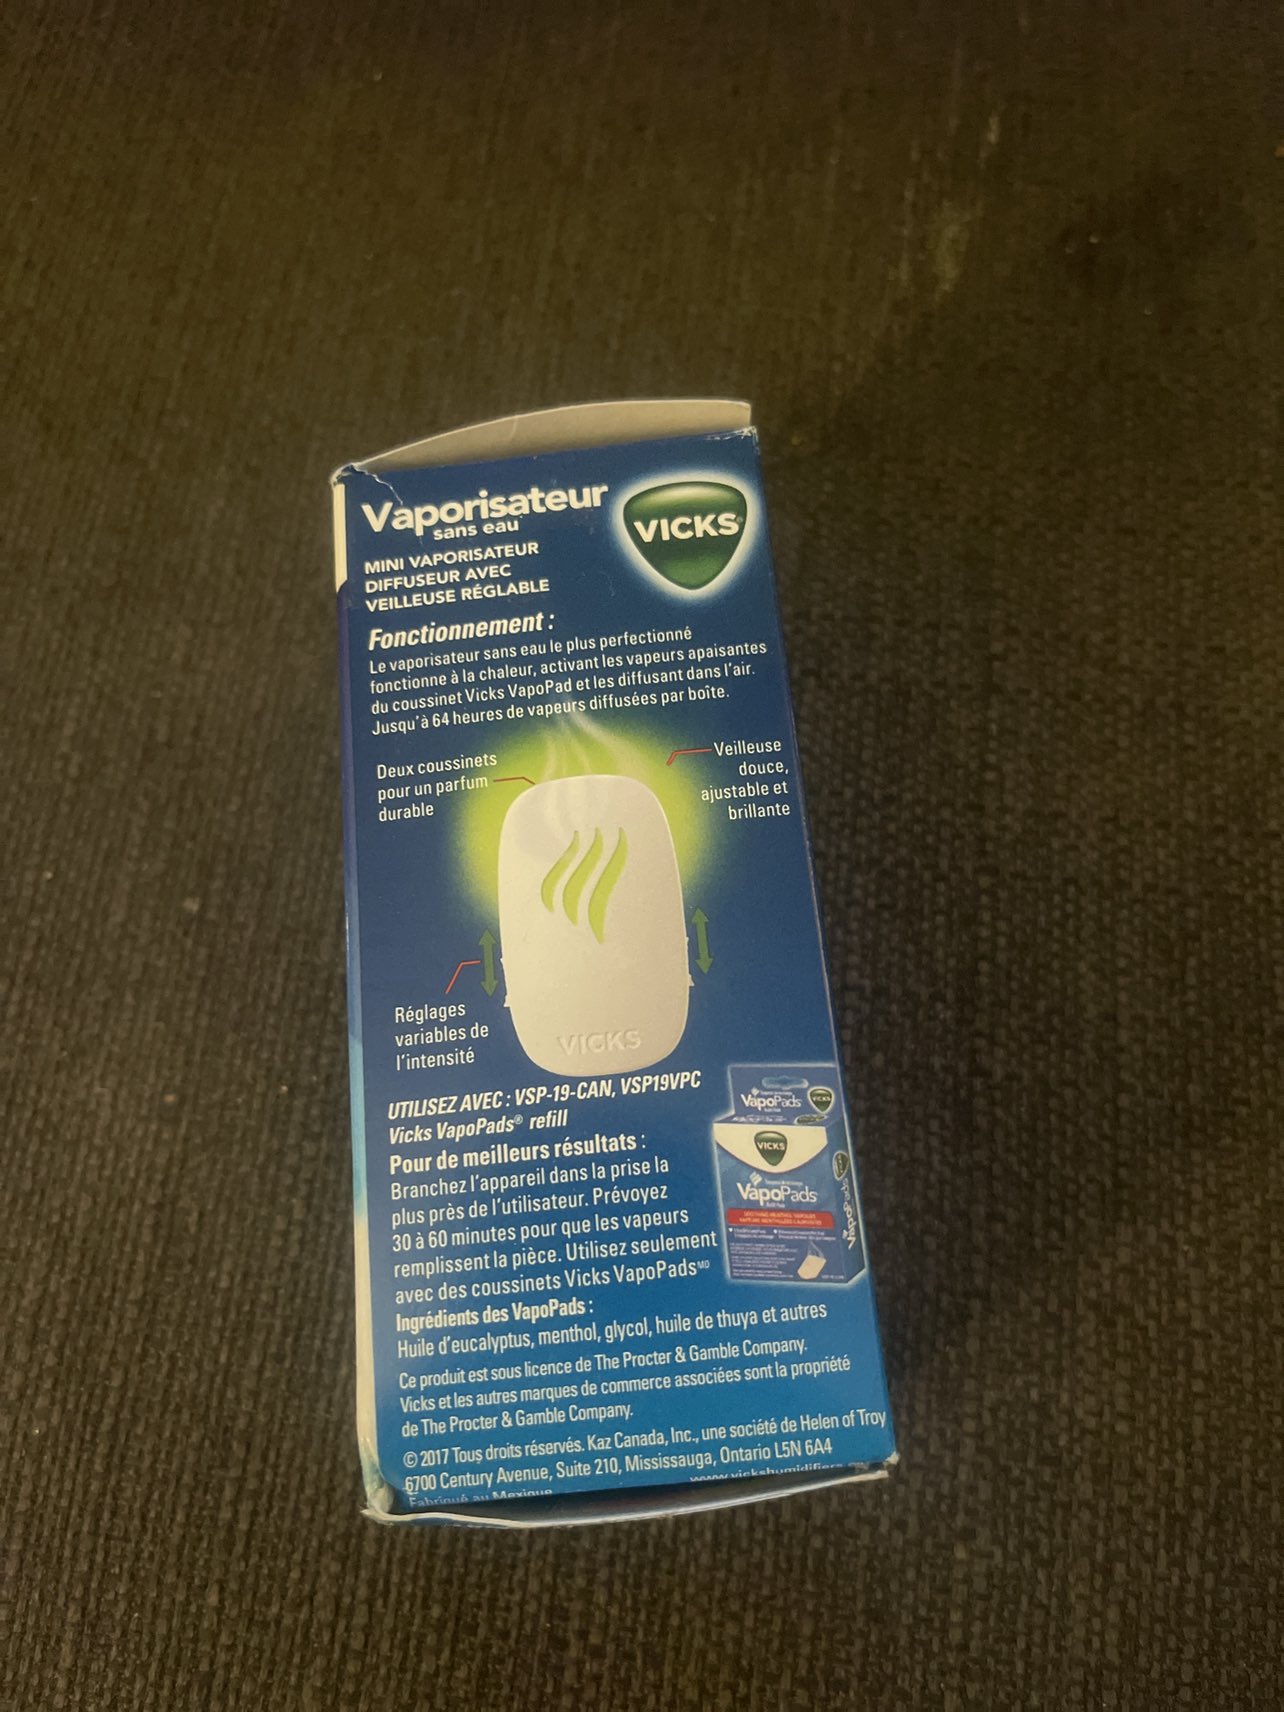 Vaporisateur
sans eau
VICKS®
MINI VAPORISATEUR
DIFFUSEUR AVEC
VEILLEUSE RÉGLABLE
Fonctionnement :
Le vaporisateur sans eau le plus perfectionné
fonctionne à la chaleur, activant les vapeurs apaisantes
du coussinet Vicks VapoPad et les diffusant dans l'air.
Jusqu'à 64 heures de vapeurs diffusées par boîte.
Deux coussinets
pour un parfum
durable
Veilleuse
douce,
ajustable et
brillante
Réglages
variables de
l'intensité
VICKS
UTILISEZ AVEC : VSP-19-CAN, VSP19VPC
Vicks VapoPads® refill
Pour de meilleurs résultats :
Branchez l'appareil dans la prise la
plus près de l'utilisateur. Prévoyez
30 à 60 minutes pour que les vapeurs
remplissent la pièce. Utilisez seulement
avec des coussinets Vicks VapoPadsMD
VapoPads
VICKS
VICKS
VapoPads
VapoPads
Ingrédients des VapoPads :
Huile d'eucalyptus, menthol, glycol, huile de thuya et autres
Ce produit est sous licence de The Procter & Gamble Company.
Vicks et les autres marques de commerce associées sont la propriété
de The Procter & Gamble Company.
© 2017 Tous droits réservés. Kaz Canada, Inc., une société de Helen of Troy
6700 Century Avenue, Suite 210, Mississauga, Ontario L5N 6A4
Fabriqué au Mexique